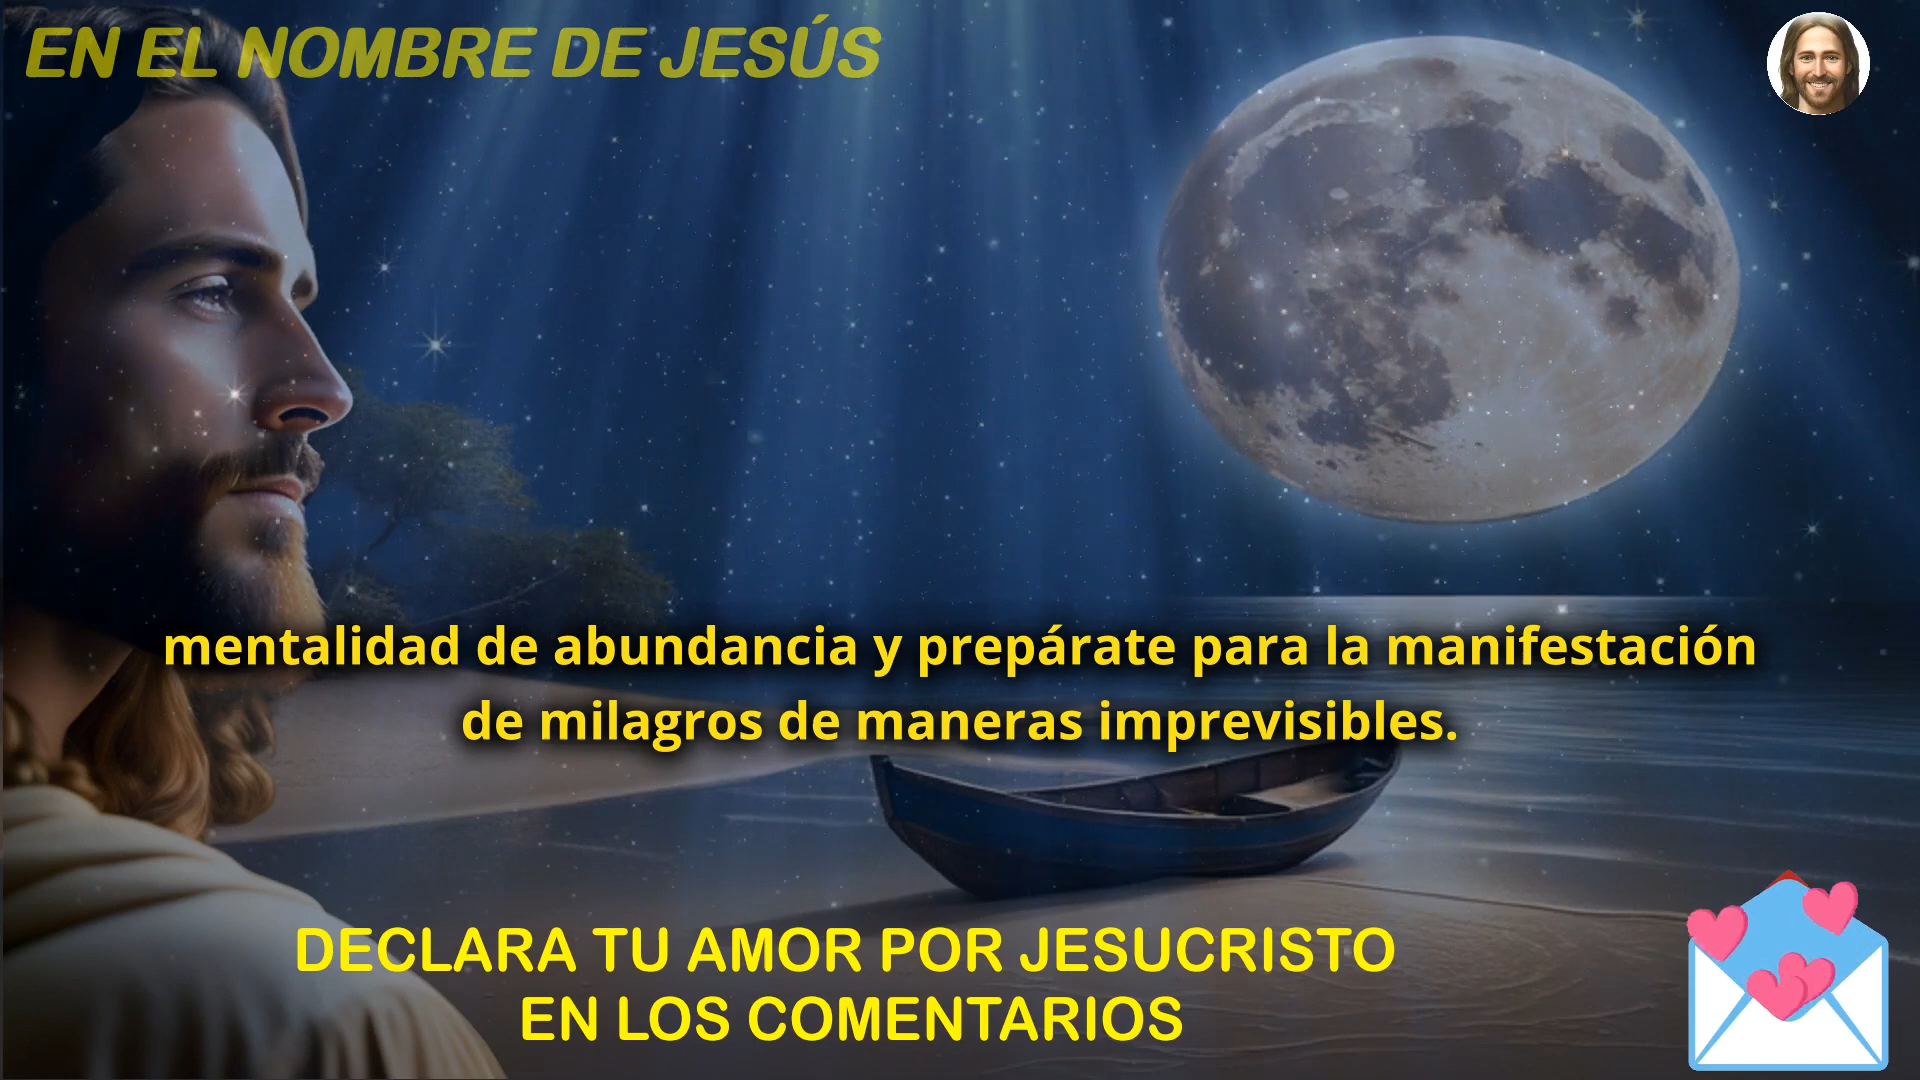 EN EL NOMBRE DE JESÚS
mentalidad de abundancia y prepárate para la manifestación
de milagros de maneras imprevisibles.
DECLARA TU AMOR POR JESUCRISTO
EN LOS COMENTARIOS